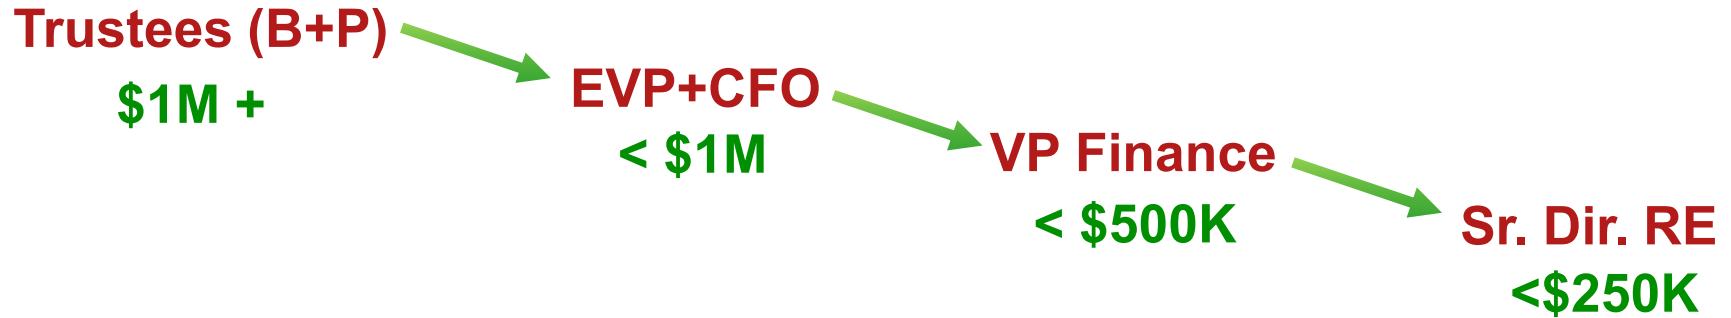 Trustees (B+P)
$1M +
EVP+CFO
< $1M
VP Finance
< $500K
Sr. Dir. RE
<$250K